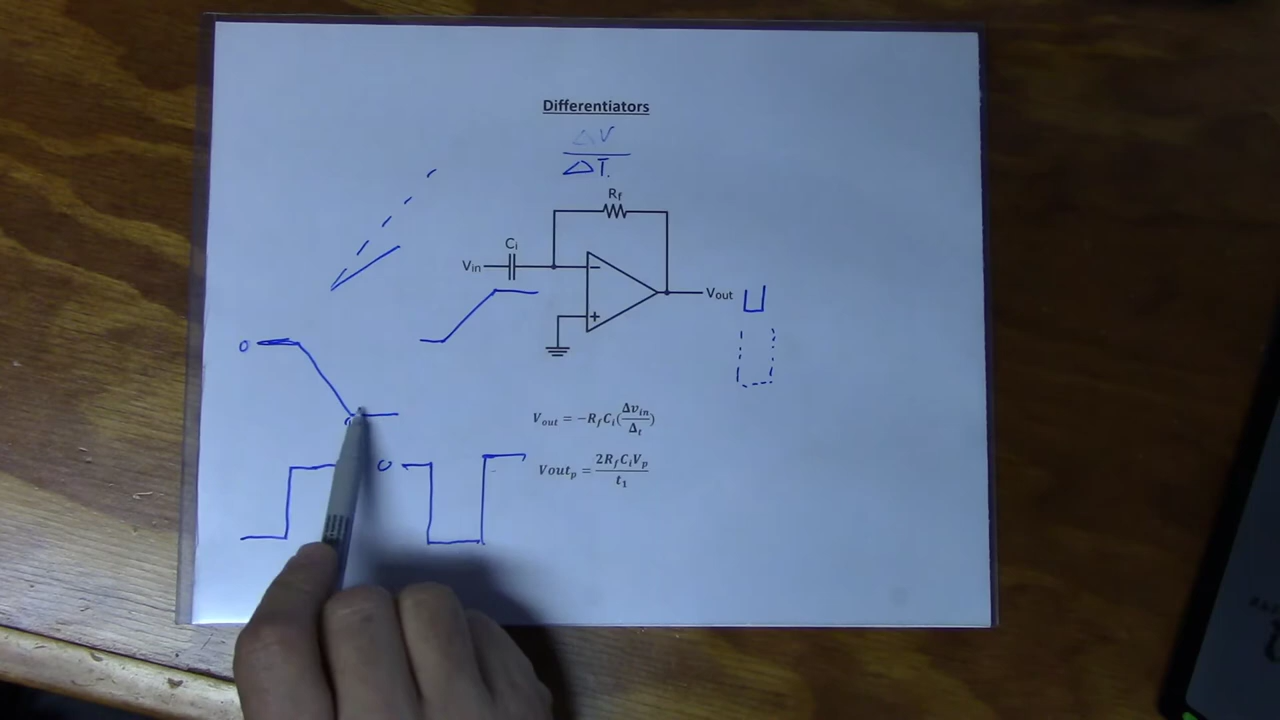 Differentiators
ΔV
ΔT.
Rf
Ci
Vin
−
Vout
+
0
Vout = −RfCi(Δvin/Δt)
0
Voutp = 2RfCiVp/t1